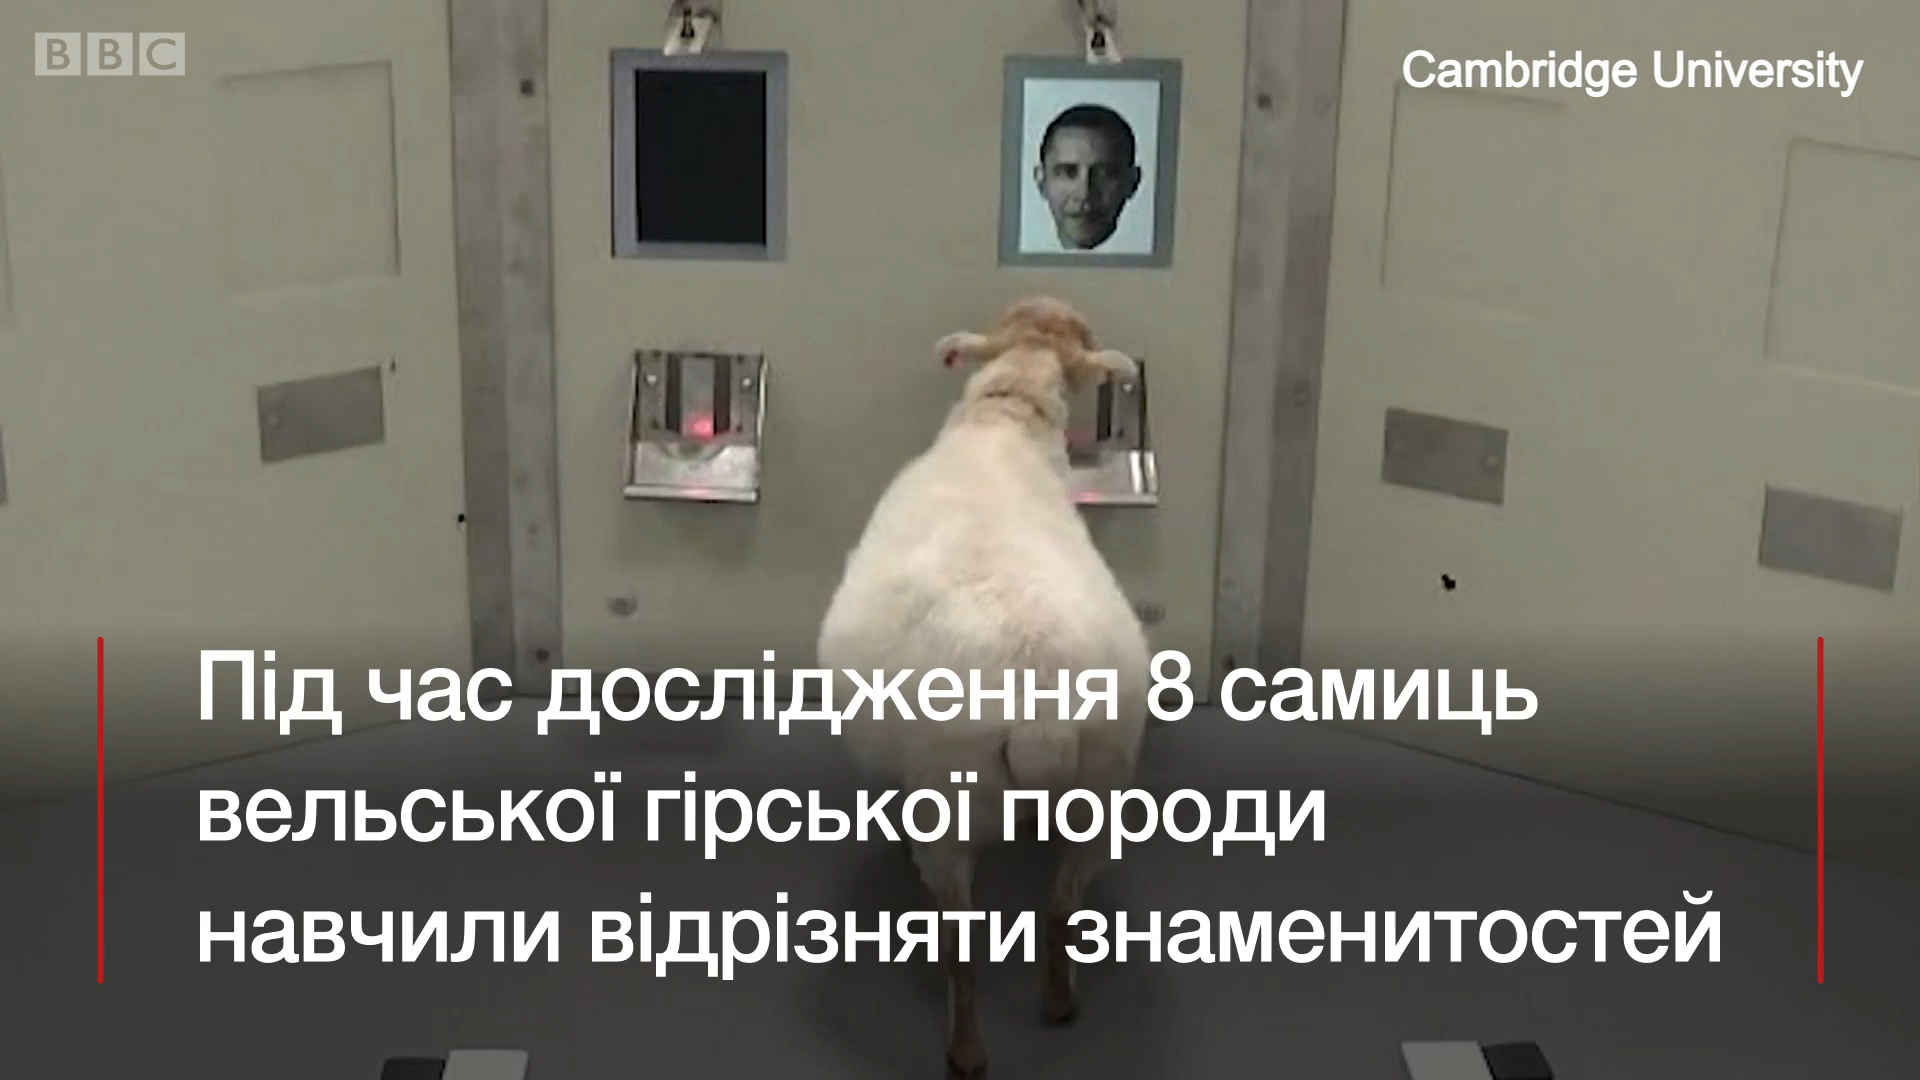 BBC
Cambridge University
Під час дослідження 8 самиць
вельської гірської породи
навчили відрізняти знаменитостей